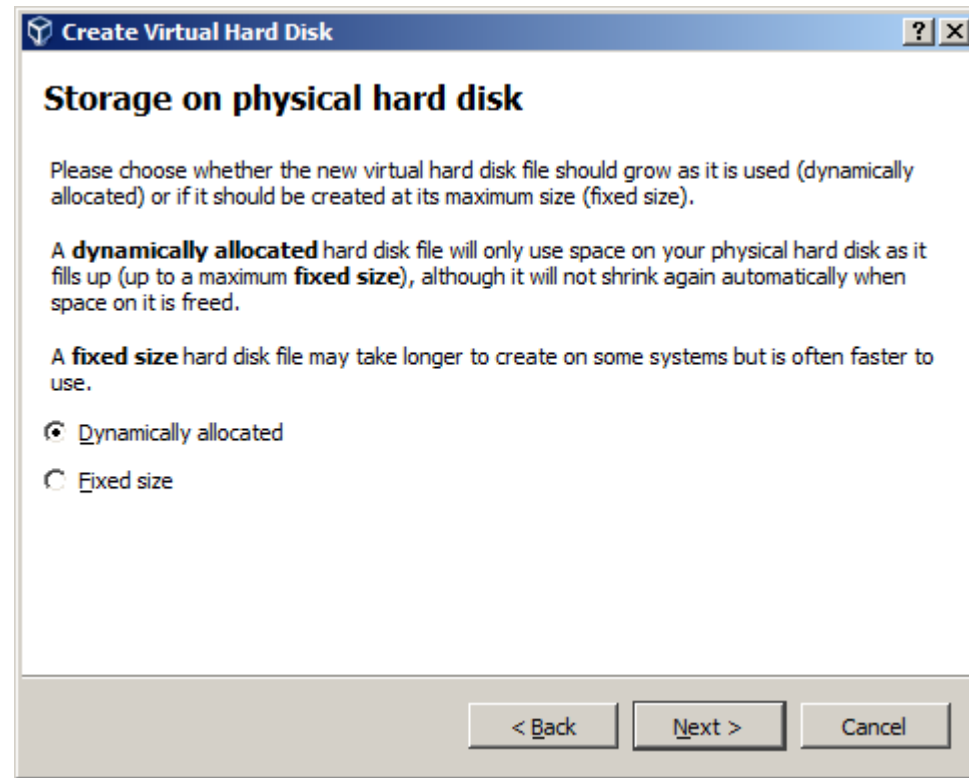 Create Virtual Hard Disk
Storage on physical hard disk
Please choose whether the new virtual hard disk file should grow as it is used (dynamically
allocated) or if it should be created at its maximum size (fixed size).
A dynamically allocated hard disk file will only use space on your physical hard disk as it
fills up (up to a maximum fixed size), although it will not shrink again automatically when
space on it is freed.
A fixed size hard disk file may take longer to create on some systems but is often faster to
use.
Dynamically allocated
Fixed size
< Back Next > Cancel